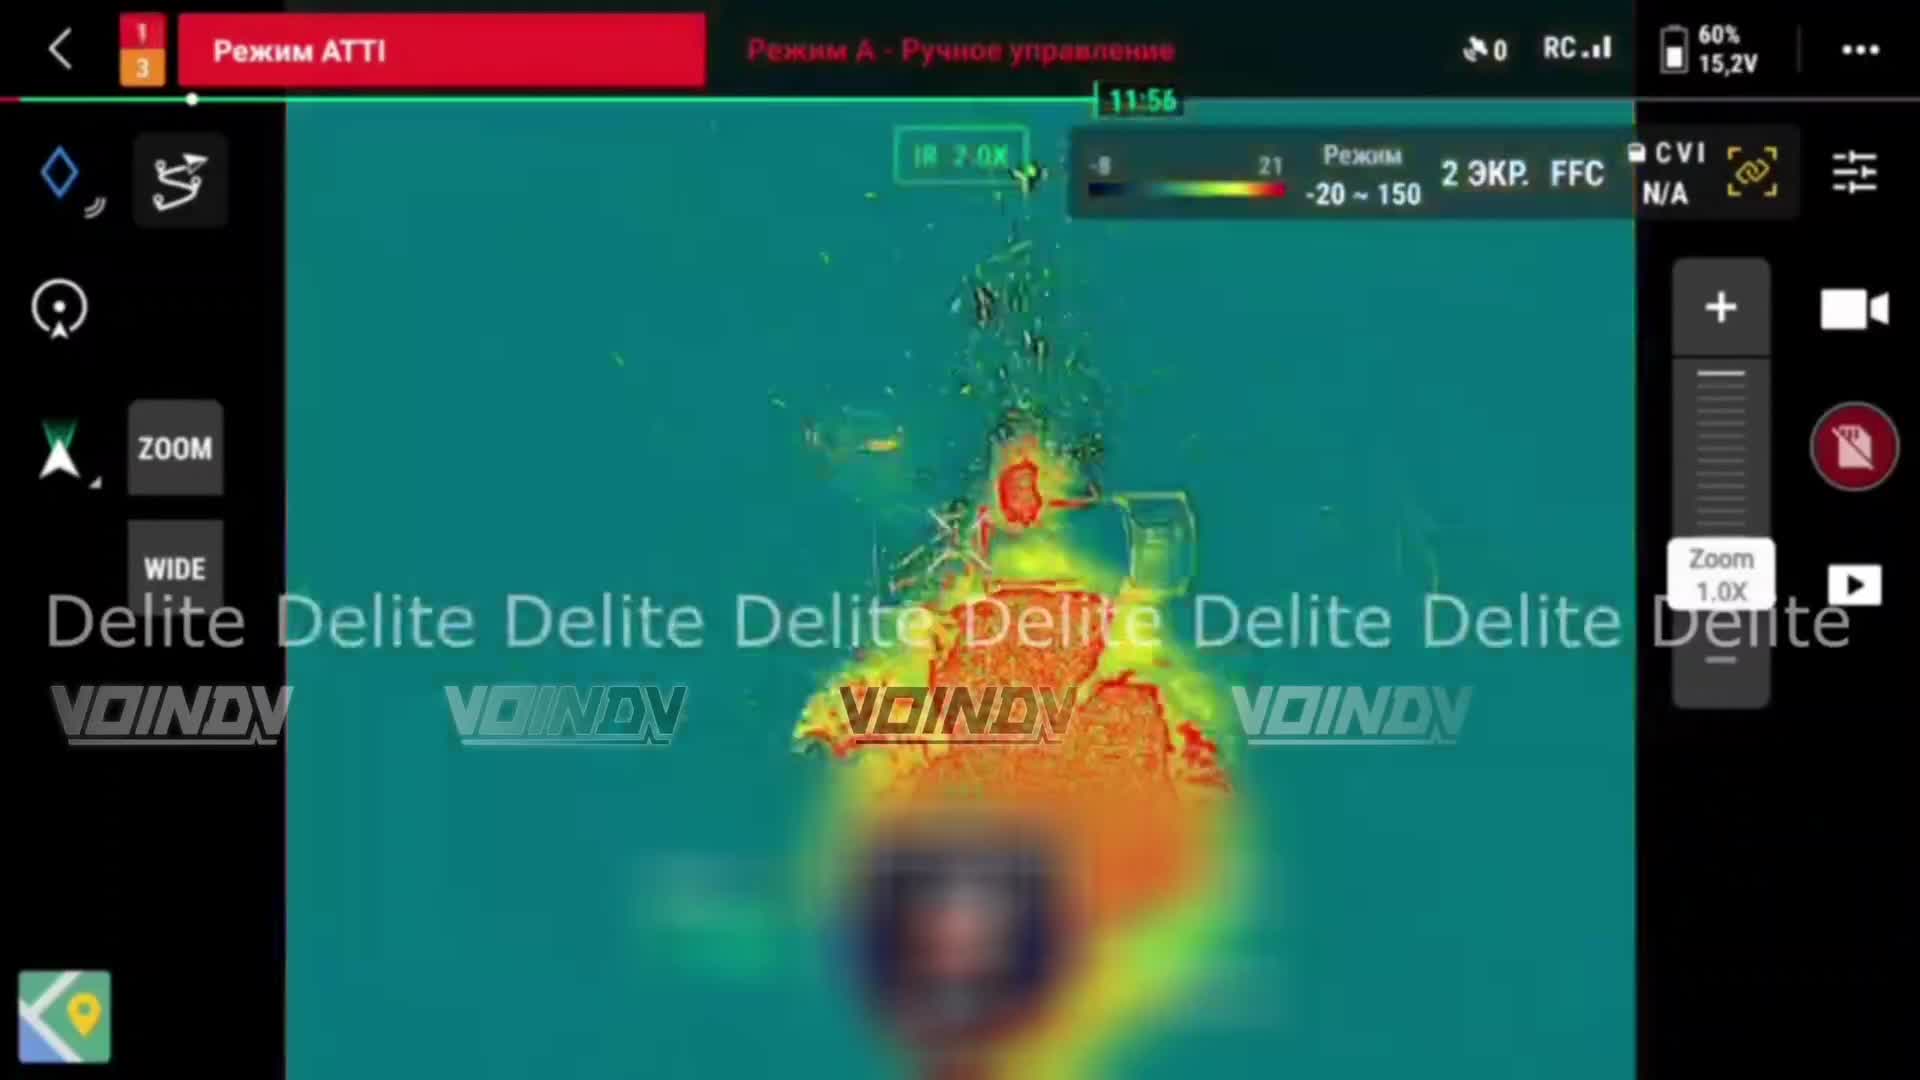 1
3
Режим ATTI
Режим A - Ручное управление
0
RC
60%
15,2V
11:56
IR 2.0X
-8
21
Режим
-20 ~ 150
2 ЭКР.
FFC
CVI
N/A
ZOOM
WIDE
Zoom
1.0X
Delite Delite Delite Delite Delite Delite Delite Delite
VOINDV VOINDV VOINDV VOINDV